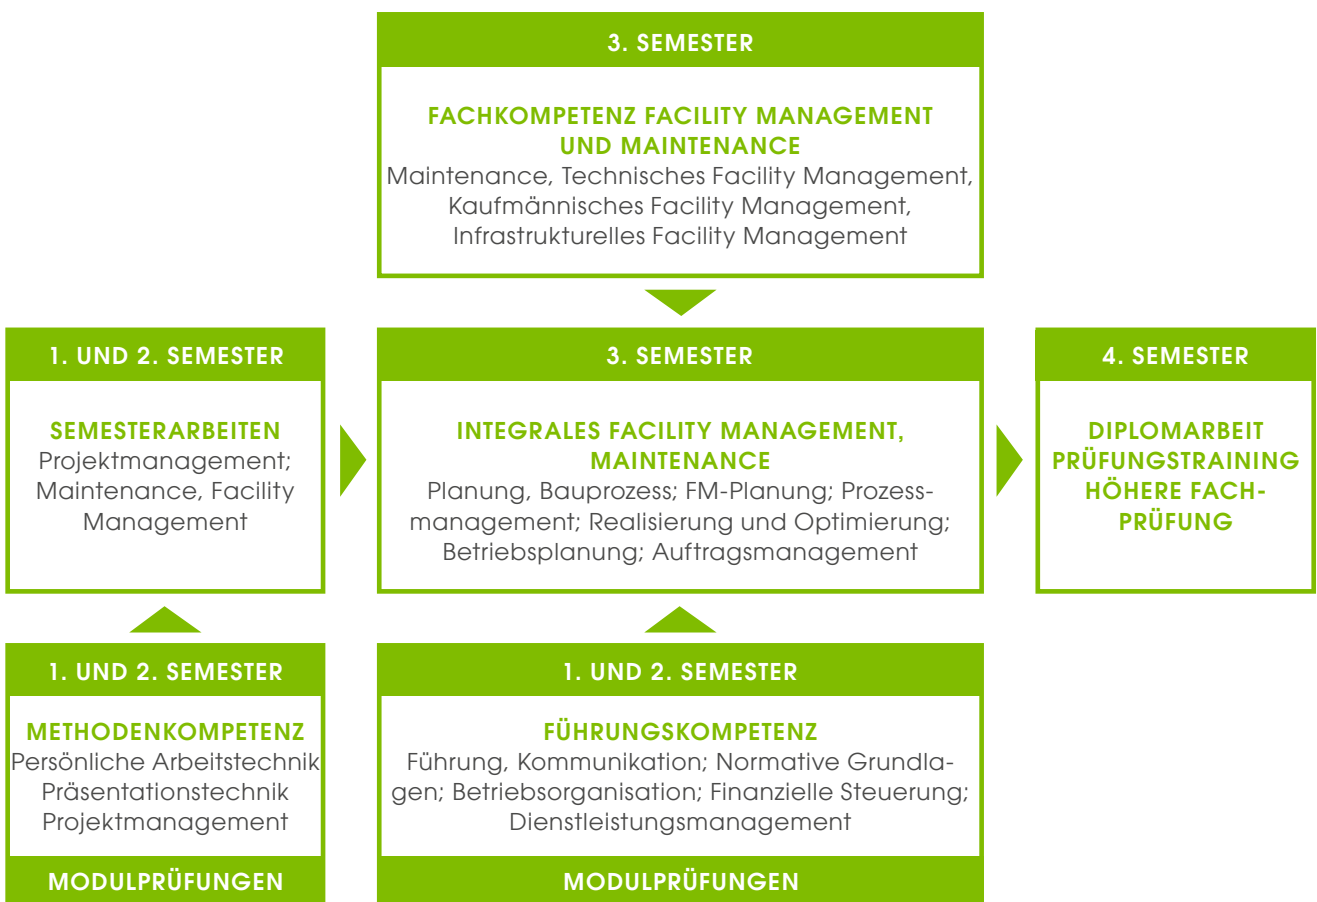 3. SEMESTER
FACHKOMPETENZ FACILITY MANAGEMENT
UND MAINTENANCE
Maintenance, Technisches Facility Management,
Kaufmännisches Facility Management,
Infrastrukturelles Facility Management
1. UND 2. SEMESTER
SEMESTERARBEITEN
Projektmanagement;
Maintenance, Facility
Management
3. SEMESTER
INTEGRALES FACILITY MANAGEMENT,
MAINTENANCE
Planung, Bauprozess; FM-Planung; Prozess-
management; Realisierung und Optimierung;
Betriebsplanung; Auftragsmanagement
4. SEMESTER
DIPLOMARBEIT
PRÜFUNGSTRAINING
HÖHERE FACH-
PRÜFUNG
1. UND 2. SEMESTER
METHODENKOMPETENZ
Persönliche Arbeitstechnik
Präsentationstechnik
Projektmanagement
MODULPRÜFUNGEN
1. UND 2. SEMESTER
FÜHRUNGSKOMPETENZ
Führung, Kommunikation; Normative Grundla-
gen; Betriebsorganisation; Finanzielle Steuerung;
Dienstleistungsmanagement
MODULPRÜFUNGEN